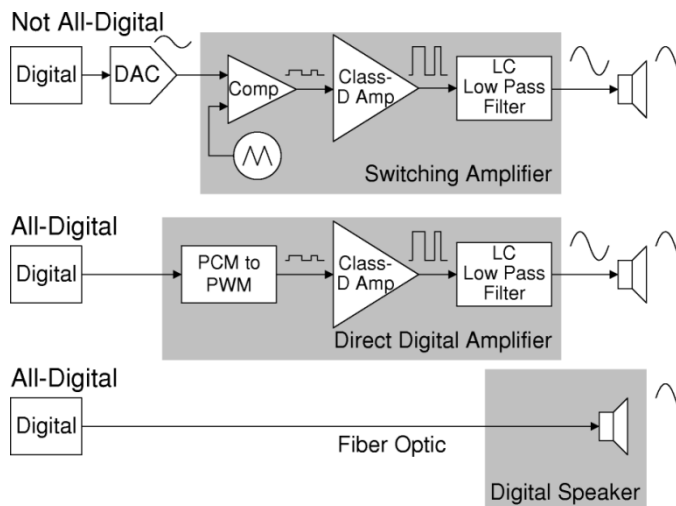 Not All-Digital
Digital
DAC
Comp
Class-
D Amp
LC
Low Pass
Filter
Switching Amplifier
All-Digital
Digital
PCM to
PWM
Class-
D Amp
LC
Low Pass
Filter
Direct Digital Amplifier
All-Digital
Digital
Fiber Optic
Digital Speaker